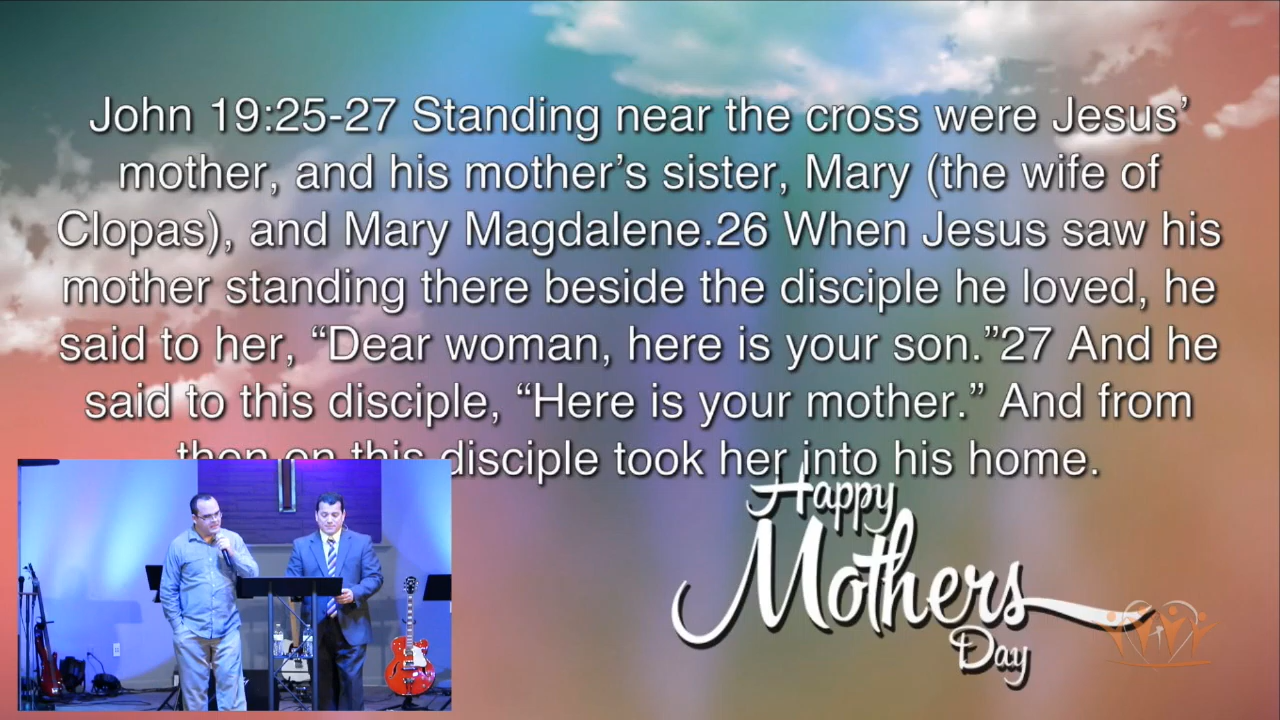 John 19:25-27 Standing near the cross were Jesus’
mother, and his mother’s sister, Mary (the wife of
Clopas), and Mary Magdalene.26 When Jesus saw his
mother standing there beside the disciple he loved, he
said to her, “Dear woman, here is your son.”27 And he
said to this disciple, “Here is your mother.” And from
then on this disciple took her into his home.
Happy
Mothers
Day